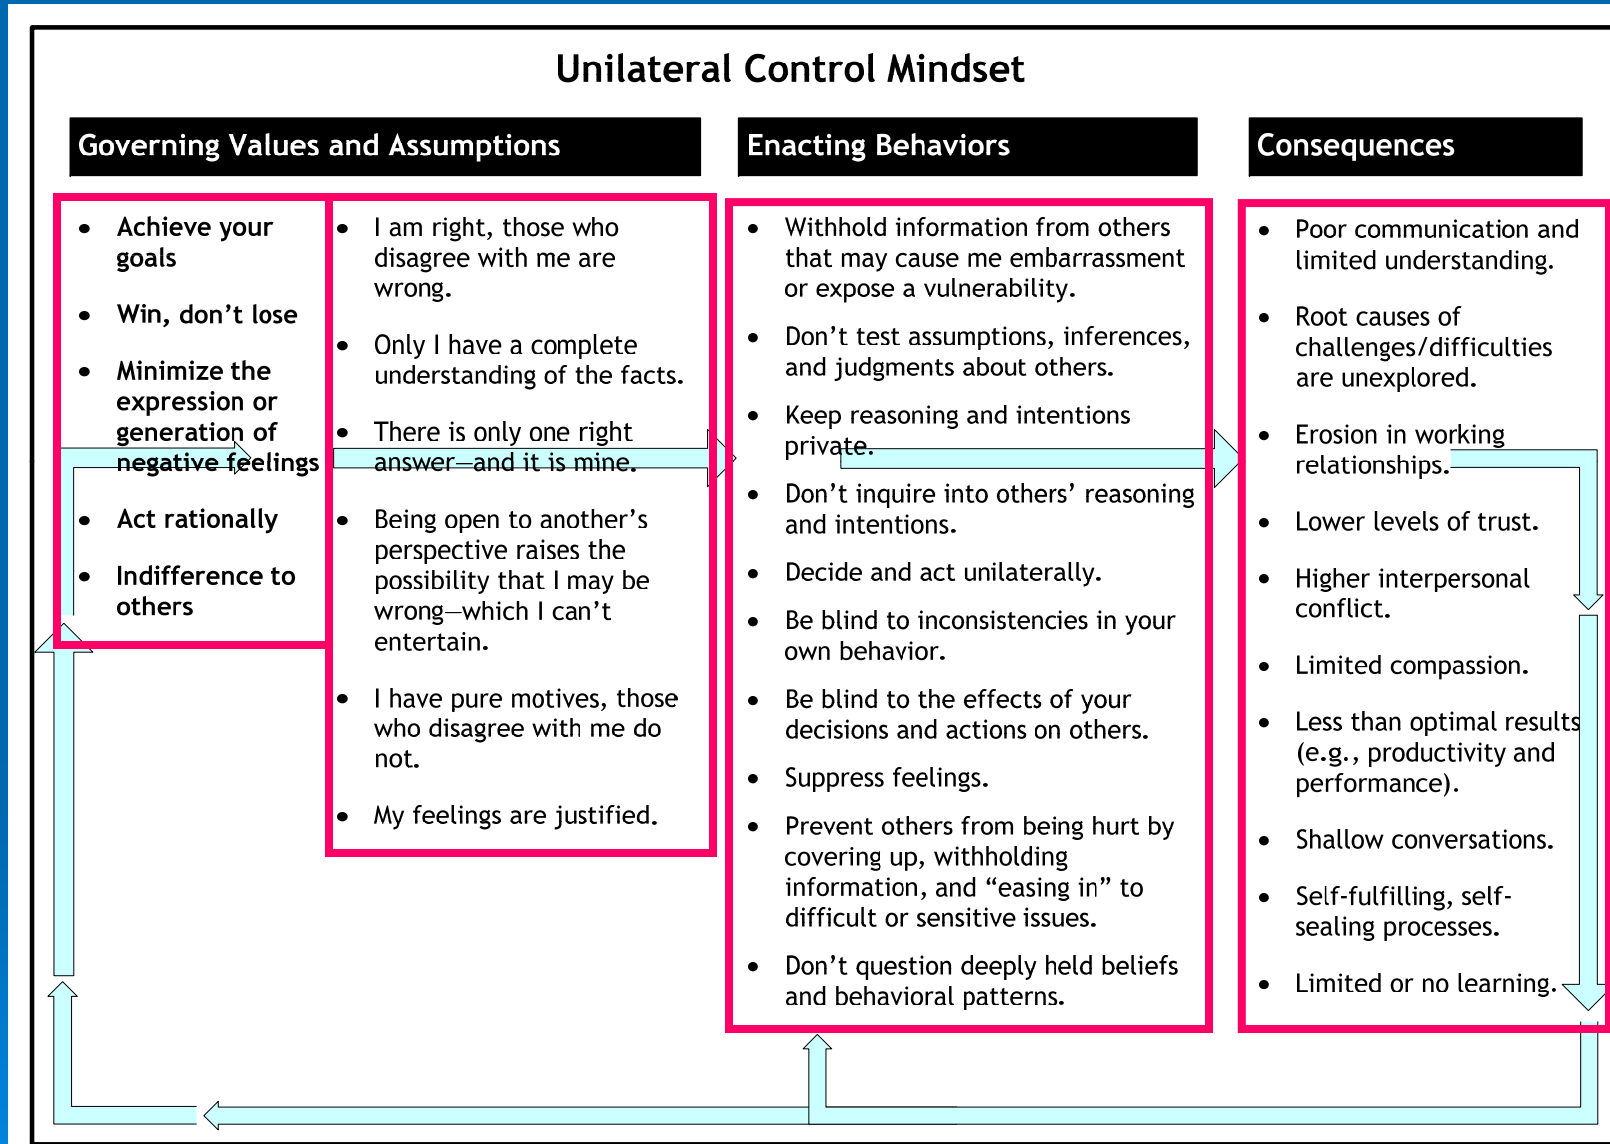 Unilateral Control Mindset
Governing Values and Assumptions
• Achieve your
goals
• Win, don’t lose
• Minimize the
expression or
generation of
negative feelings
• Act rationally
• Indifference to
others
• I am right, those who
disagree with me are
wrong.
• Only I have a complete
understanding of the facts.
• There is only one right
answer—and it is mine.
• Being open to another’s
perspective raises the
possibility that I may be
wrong—which I can’t
entertain.
• I have pure motives, those
who disagree with me do
not.
• My feelings are justified.
Enacting Behaviors
• Withhold information from others
that may cause me embarrassment
or expose a vulnerability.
• Don’t test assumptions, inferences,
and judgments about others.
• Keep reasoning and intentions
private.
• Don’t inquire into others’ reasoning
and intentions.
• Decide and act unilaterally.
• Be blind to inconsistencies in your
own behavior.
• Be blind to the effects of your
decisions and actions on others.
• Suppress feelings.
• Prevent others from being hurt by
covering up, withholding
information, and “easing in” to
difficult or sensitive issues.
• Don’t question deeply held beliefs
and behavioral patterns.
Consequences
• Poor communication and
limited understanding.
• Root causes of
challenges/difficulties
are unexplored.
• Erosion in working
relationships.
• Lower levels of trust.
• Higher interpersonal
conflict.
• Limited compassion.
• Less than optimal results
(e.g., productivity and
performance).
• Shallow conversations.
• Self-fulfilling, self-
sealing processes.
• Limited or no learning.